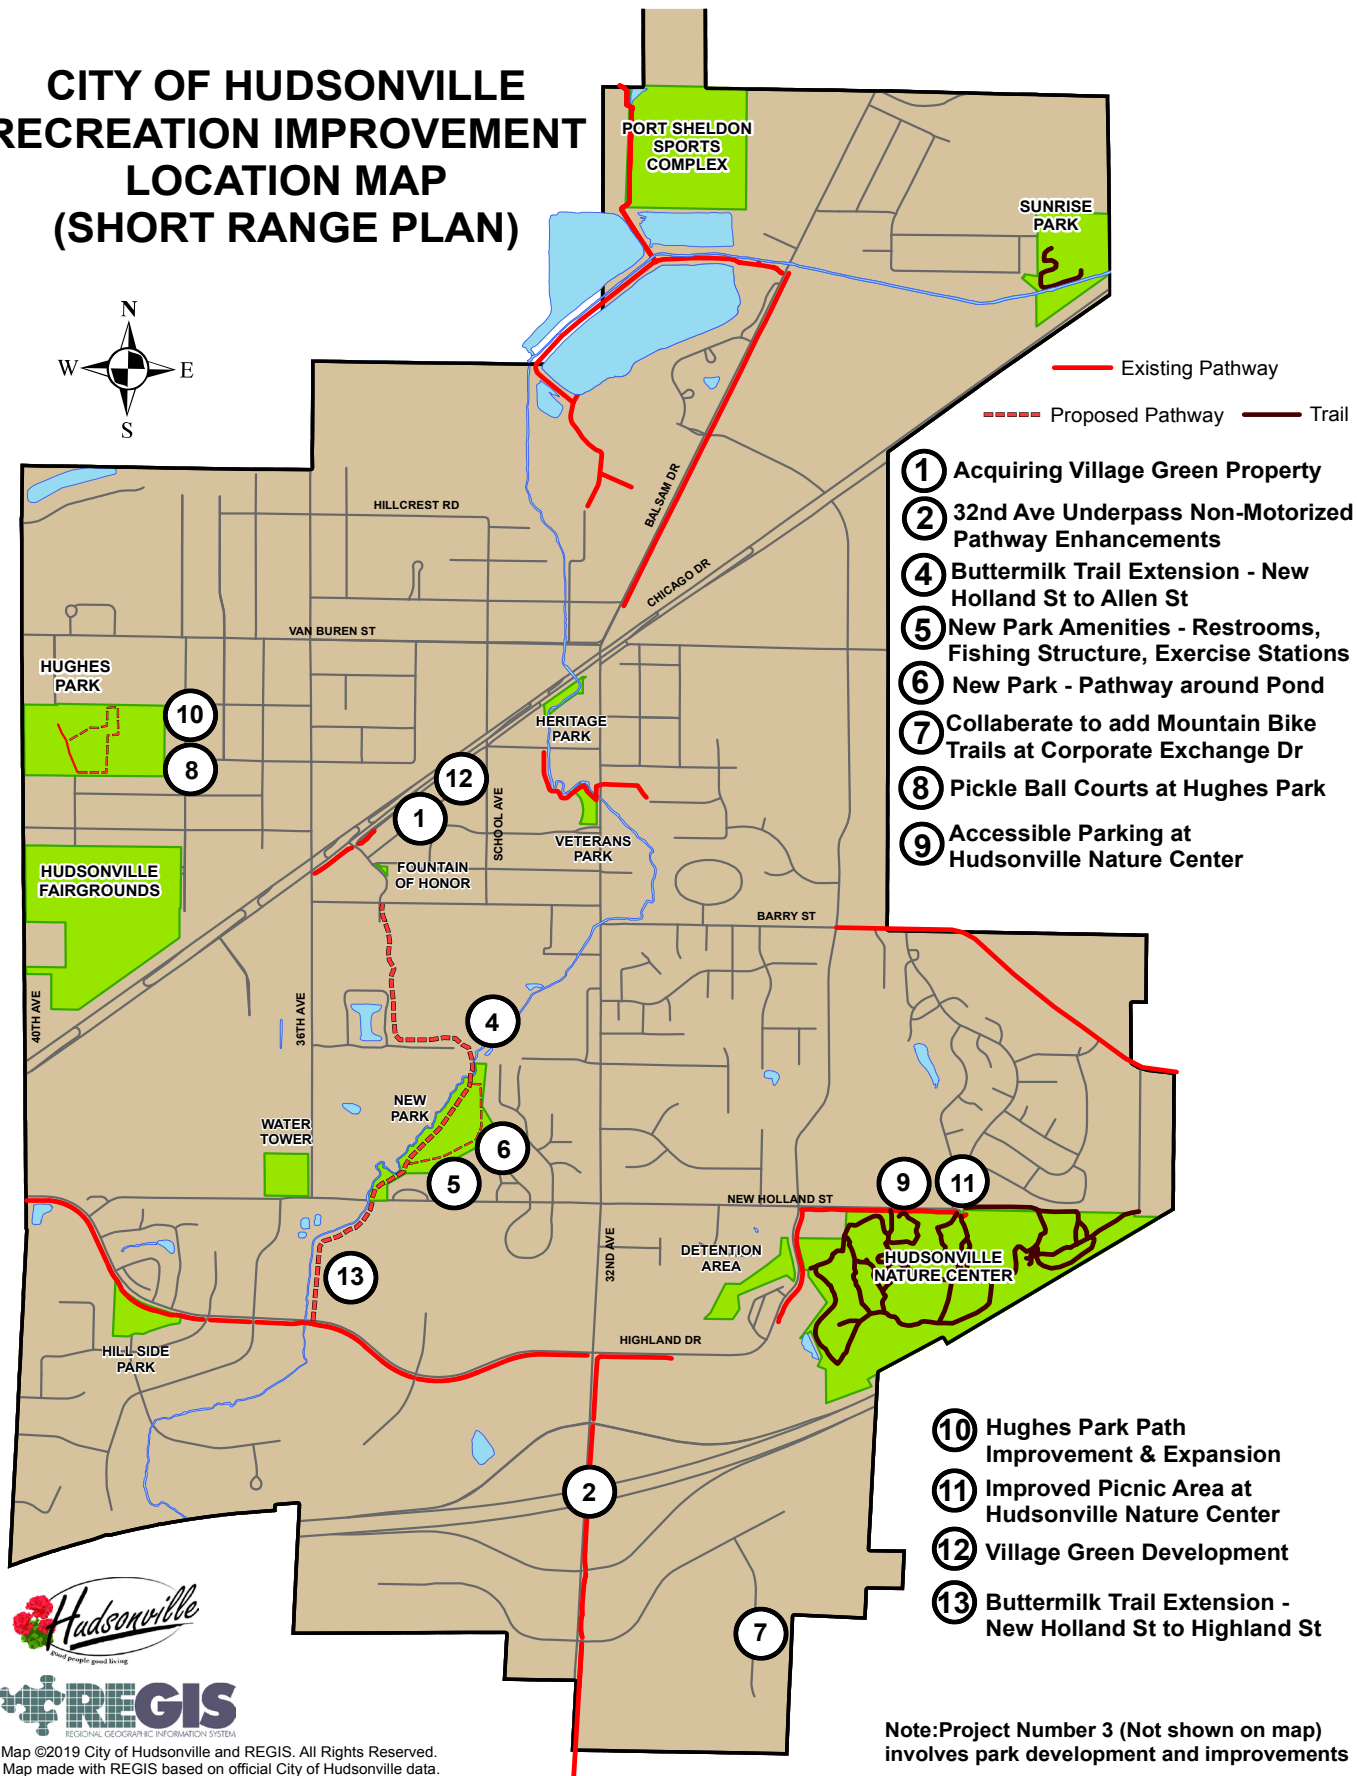 CITY OF HUDSONVILLE
RECREATION IMPROVEMENT
LOCATION MAP
(SHORT RANGE PLAN)
N
W
E
S
PORT SHELDON
SPORTS
COMPLEX
SUNRISE
PARK
Existing Pathway
Proposed Pathway
Trail
1 Acquiring Village Green Property
2 32nd Ave Underpass Non-Motorized
Pathway Enhancements
4 Buttermilk Trail Extension - New
Holland St to Allen St
5 New Park Amenities - Restrooms,
Fishing Structure, Exercise Stations
6 New Park - Pathway around Pond
7 Collaberate to add Mountain Bike
Trails at Corporate Exchange Dr
8 Pickle Ball Courts at Hughes Park
9 Accessible Parking at
Hudsonville Nature Center
HILLCREST RD
BALSAM DR
CHICAGO DR
VAN BUREN ST
HUGHES
PARK
10
8
HERITAGE
PARK
12
1
SCHOOL AVE
VETERANS
PARK
FOUNTAIN
OF HONOR
HUDSONVILLE
FAIRGROUNDS
BARRY ST
40TH AVE
36TH AVE
4
NEW
PARK
WATER
TOWER
6
5
NEW HOLLAND ST
9
11
32ND AVE
DETENTION
AREA
HUDSONVILLE
NATURE CENTER
13
HIGHLAND DR
HILL SIDE
PARK
2
7
10 Hughes Park Path
Improvement & Expansion
11 Improved Picnic Area at
Hudsonville Nature Center
12 Village Green Development
13 Buttermilk Trail Extension -
New Holland St to Highland St
Hudsonville
good people good living
REGIS
REGIONAL GEOGRAPHIC INFORMATION SYSTEM
Map ©2019 City of Hudsonville and REGIS. All Rights Reserved.
Map made with REGIS based on official City of Hudsonville data.
Note:Project Number 3 (Not shown on map)
involves park development and improvements